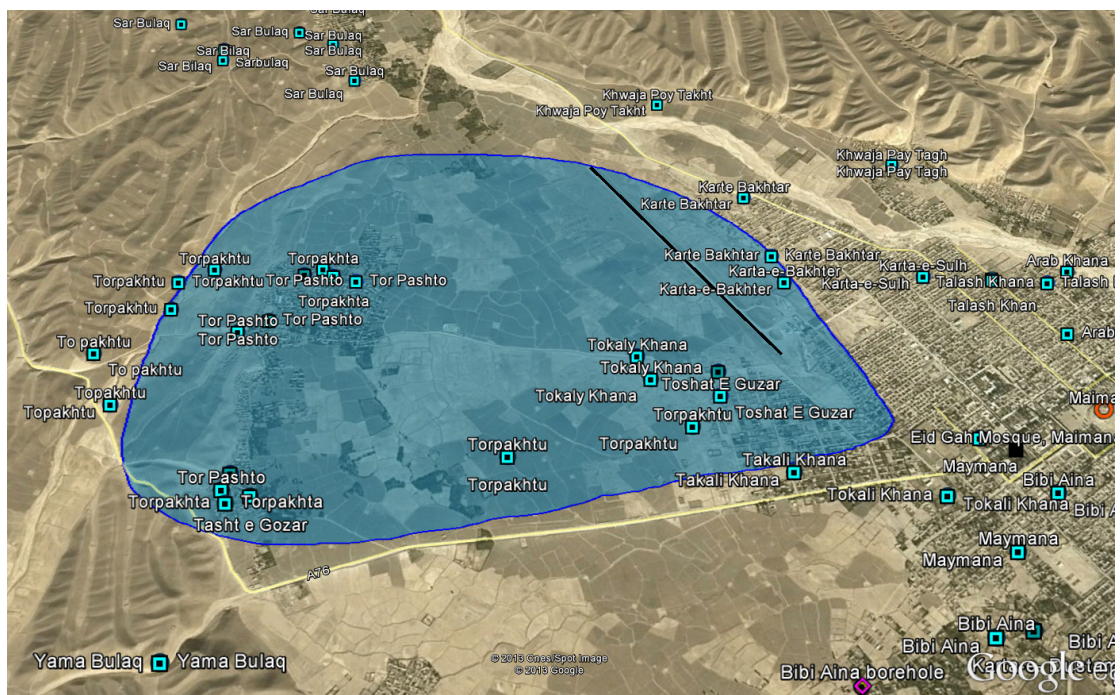 Sar Bulaq
Sar Bulaq
Sar Bulaq
Sar Bilaq
Sar Bulaq
Sar Bilaq
Sarbulaq
Sar Bulaq
Sar Bulaq
Khwaja Poy Takht
Khwaja Poy Takht
Khwaja Pay Tagh
Khwaja Pay Tagh
Karte Bakhtar
Karte Bakhtar
Karte Bakhtar
Karte Bakhtar
Karta-e-Bakhter
Karta-e-Bakhter
Karta-e-Sulh
Karta-e-Sulh
Arab Khana
Talash Khana
Talash
Talash Khan
Arab
Torpakhtu
Torpakhta
Torpakhtu
Torpakhtu
Tor Pashto
Tor Pashto
Torpakhta
Tor Pashto
Tor Pashto
Tor Pashto
To pakhtu
To pakhtu
Topakhtu
Topakhtu
Tokaly Khana
Tokaly Khana
Tokaly Khana
Toshat E Guzar
Toshat E Guzar
Torpakhtu
Torpakhtu
Torpakhtu
Torpakhtu
Takali Khana
Takali Khana
Eid Gah Mosque, Maimana
Maymana
Tokali Khana
Tokali Khana
Bibi Aina
Bibi
Tor Pashto
Torpakhta
Torpakhta
Tasht e Gozar
A76
Maymana
Maymana
Bibi Aina
Bibi Aina
Bibi
Yama Bulaq
Yama Bulaq
© 2013 Cnes/Spot Image
© 2013 Google
Bibi Aina borehole
Google